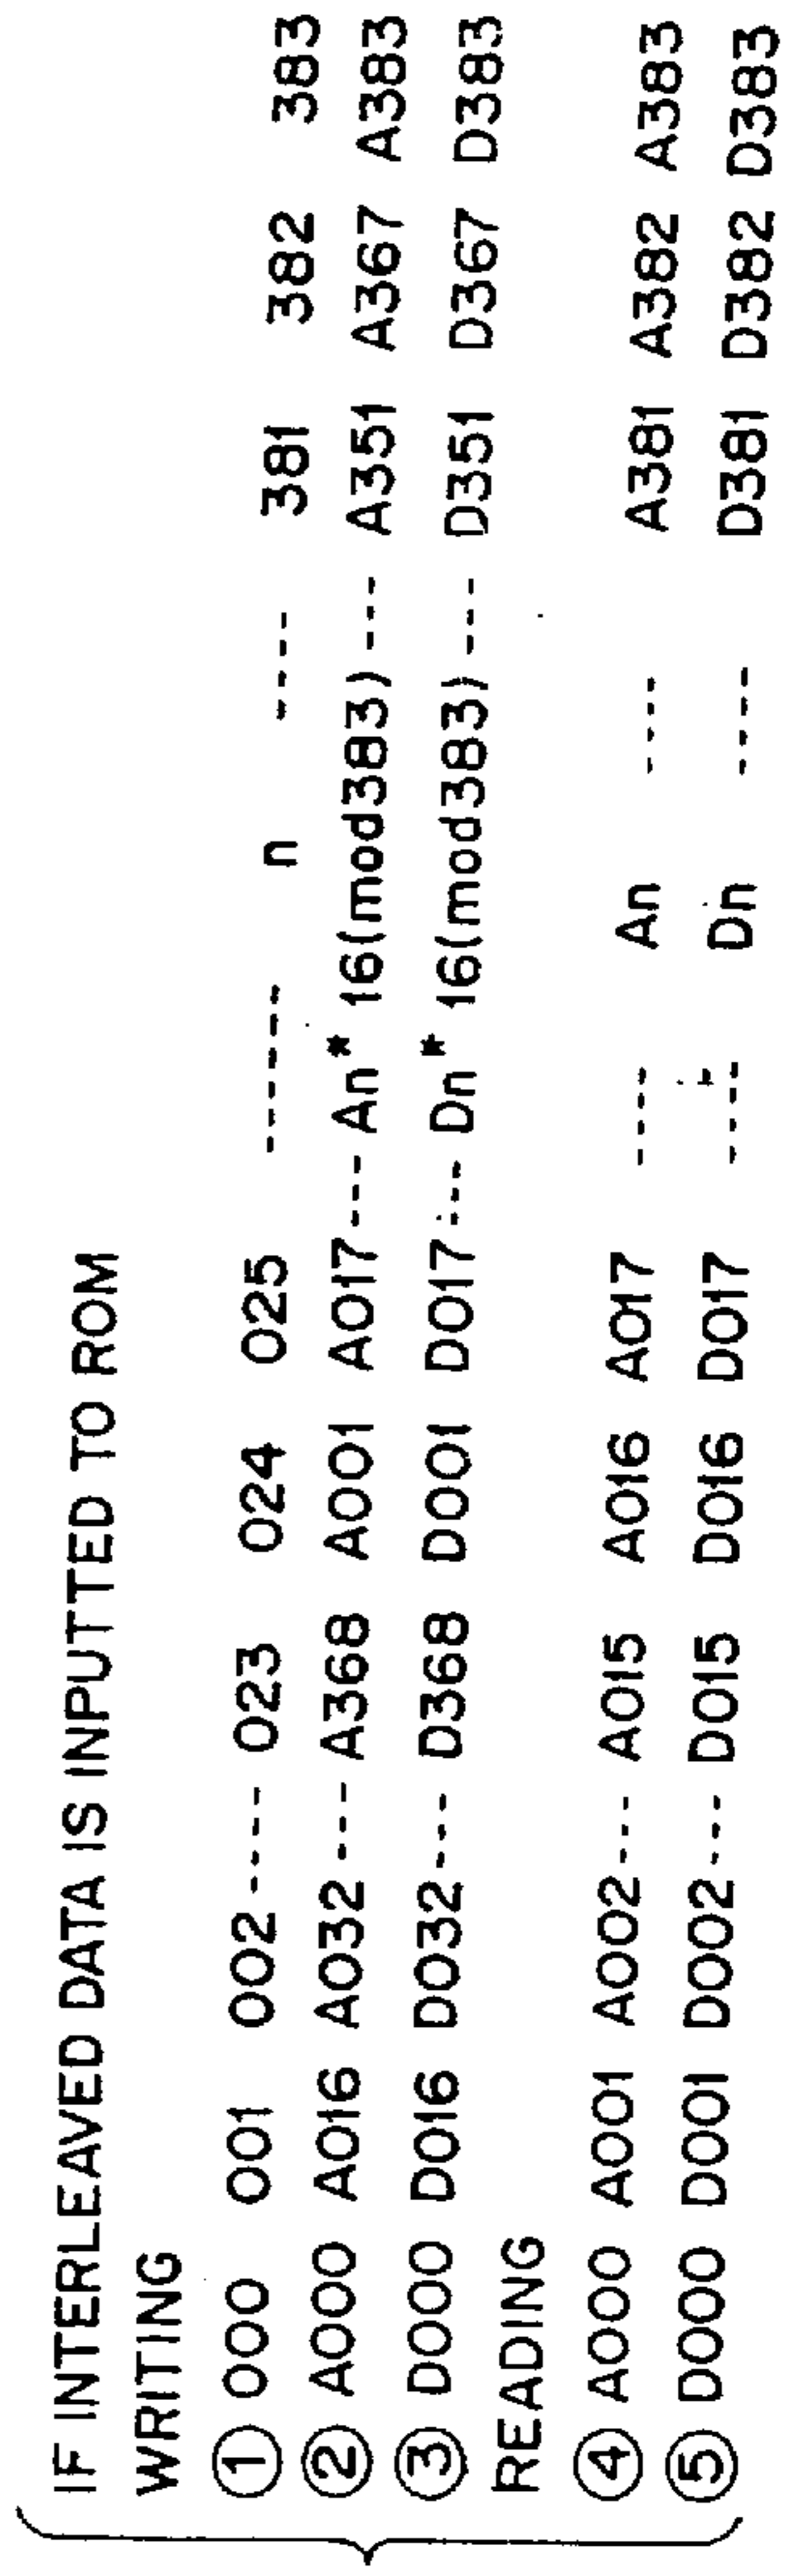 IF INTERLEAVED DATA IS INPUTTED TO ROM
WRITING
① 000 001 002 ---- 023 024 025 ------ n ---- 381 382 383
② A000 A016 A032 --- A368 A001 A017 --- An* 16(mod383) --- A351 A367 A383
③ D000 D016 D032 --- D368 D001 D017 --- Dn* 16(mod383) --- D351 D367 D383
READING
④ A000 A001 A002 --- A015 A016 A017 ---- An ---- A381 A382 A383
⑤ D000 D001 D002 --- D015 D016 D017 ---- Dn ---- D381 D382 D383